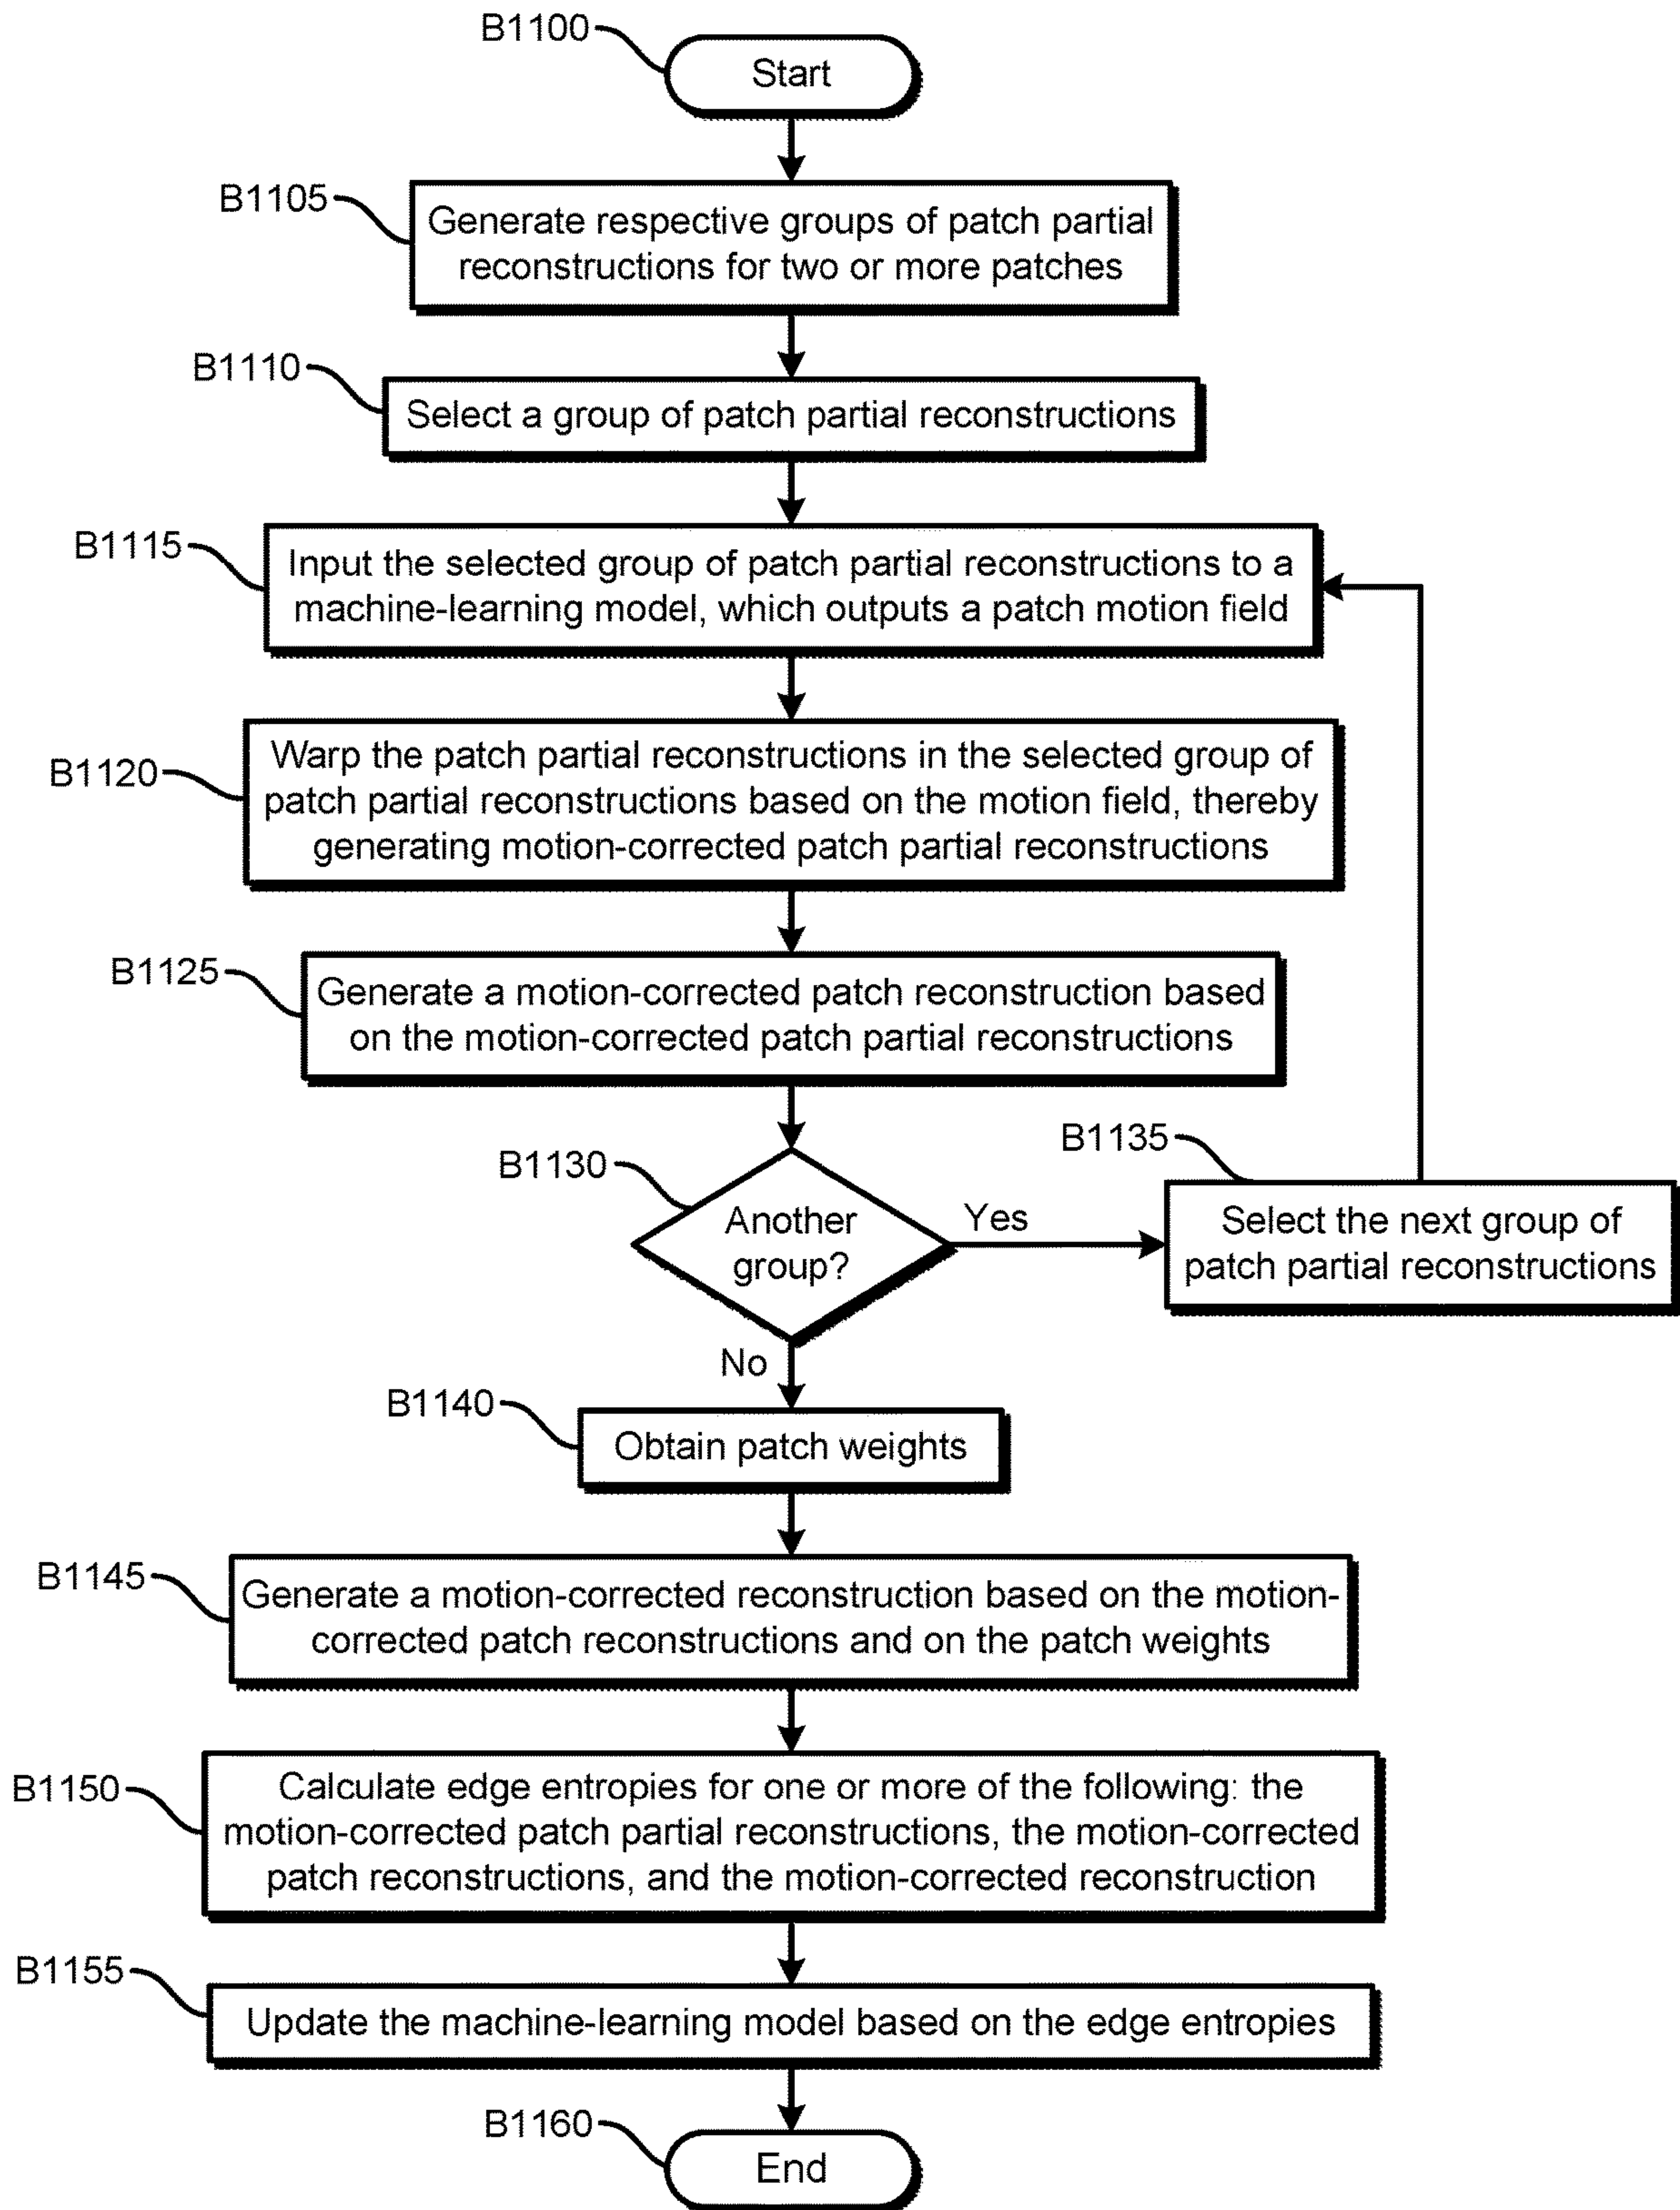 B1100
Start
B1105
Generate respective groups of patch partial
reconstructions for two or more patches
B1110
Select a group of patch partial reconstructions
B1115
Input the selected group of patch partial reconstructions to a
machine-learning model, which outputs a patch motion field
B1120
Warp the patch partial reconstructions in the selected group of
patch partial reconstructions based on the motion field, thereby
generating motion-corrected patch partial reconstructions
B1125
Generate a motion-corrected patch reconstruction based
on the motion-corrected patch partial reconstructions
B1130
Another
group?
Yes
B1135
Select the next group of
patch partial reconstructions
No
B1140
Obtain patch weights
B1145
Generate a motion-corrected reconstruction based on the motion-
corrected patch reconstructions and on the patch weights
B1150
Calculate edge entropies for one or more of the following: the
motion-corrected patch partial reconstructions, the motion-corrected
patch reconstructions, and the motion-corrected reconstruction
B1155
Update the machine-learning model based on the edge entropies
B1160
End